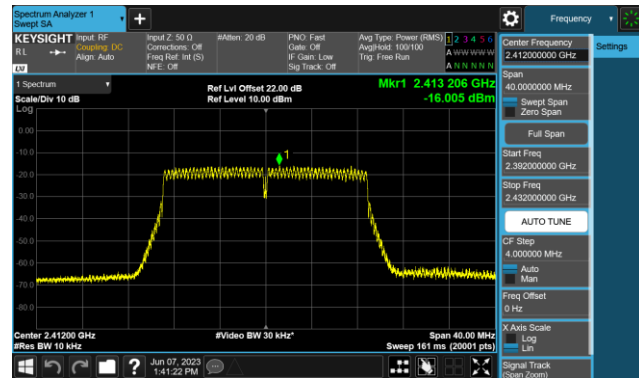 Spectrum Analyzer 1
Swept SA
Frequency
KEYSIGHT
RL
LXI
Input: RF
Coupling: DC
Align: Auto
Input Z: 50 Ω
Corrections: Off
Freq Ref: Int (S)
NFE: Off
#Atten: 20 dB
PNO: Fast
Gate: Off
IF Gain: Low
Sig Track: Off
Avg Type: Power (RMS)
Avg|Hold: 100/100
Trig: Free Run
1 2 3 4 5 6
A W W W W W
A N N N N N
1 Spectrum
Scale/Div 10 dB
Ref Lvl Offset 22.00 dB
Ref Level 10.00 dBm
Mkr1 2.413 206 GHz
-16.005 dBm
Log
0.00
-10.0
-20.0
-30.0
-40.0
-50.0
-60.0
-70.0
-80.0
1
Center 2.41200 GHz
#Res BW 10 kHz
#Video BW 30 kHz*
Span 40.00 MHz
Sweep 161 ms (20001 pts)
?
Jun 07, 2023
1:41:22 PM
Center Frequency
2.412000000 GHz
Span
40.0000000 MHz
Swept Span
Zero Span
Full Span
Start Freq
2.392000000 GHz
Stop Freq
2.432000000 GHz
AUTO TUNE
CF Step
4.000000 MHz
Auto
Man
Freq Offset
0 Hz
X Axis Scale
Log
Lin
Signal Track
(Span Zoom)
Settings